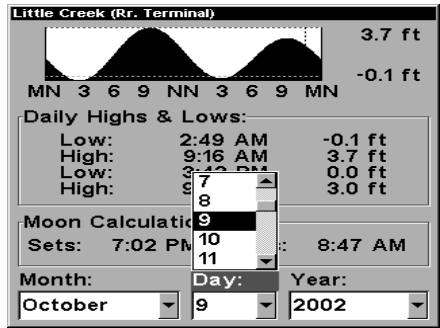 Little Creek (Rr. Terminal)
3.7 ft
-0.1 ft
MN 3 6 9 NN 3 6 9 MN
Daily Highs & Lows:
Low: 2:49 AM -0.1 ft
High: 9:16 AM 3.7 ft
Low: 0.0 ft
High: 3.0 ft
7
8
9
10
11
Moon
Sets: 7:02 8:47 AM
Month: Day: Year:
October 9 2002